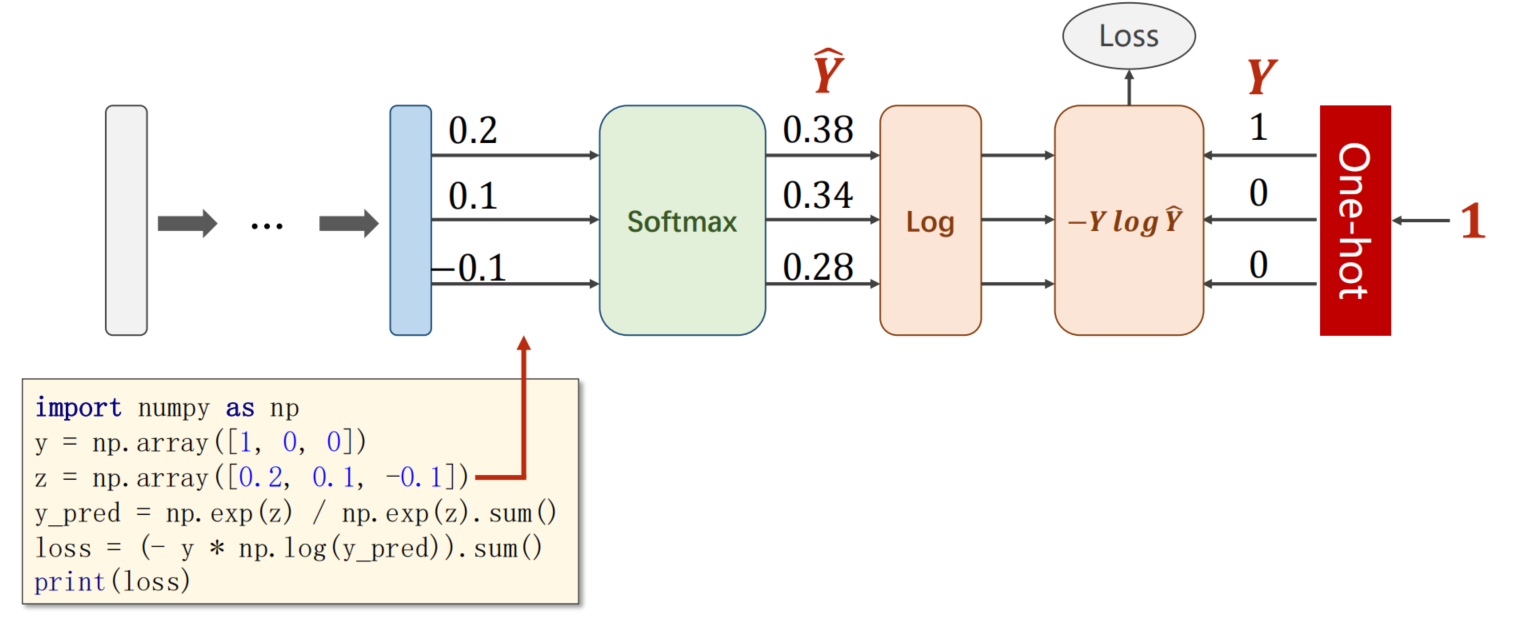 Loss
Ŷ
Y
0.2
0.38
1
0.1
0.34
0
−0.1
0.28
0
...
Softmax
Log
−Y log Ŷ
One-hot
1
import numpy as np
y = np.array([1, 0, 0])
z = np.array([0.2, 0.1, -0.1])
y_pred = np.exp(z) / np.exp(z).sum()
loss = (- y * np.log(y_pred)).sum()
print(loss)